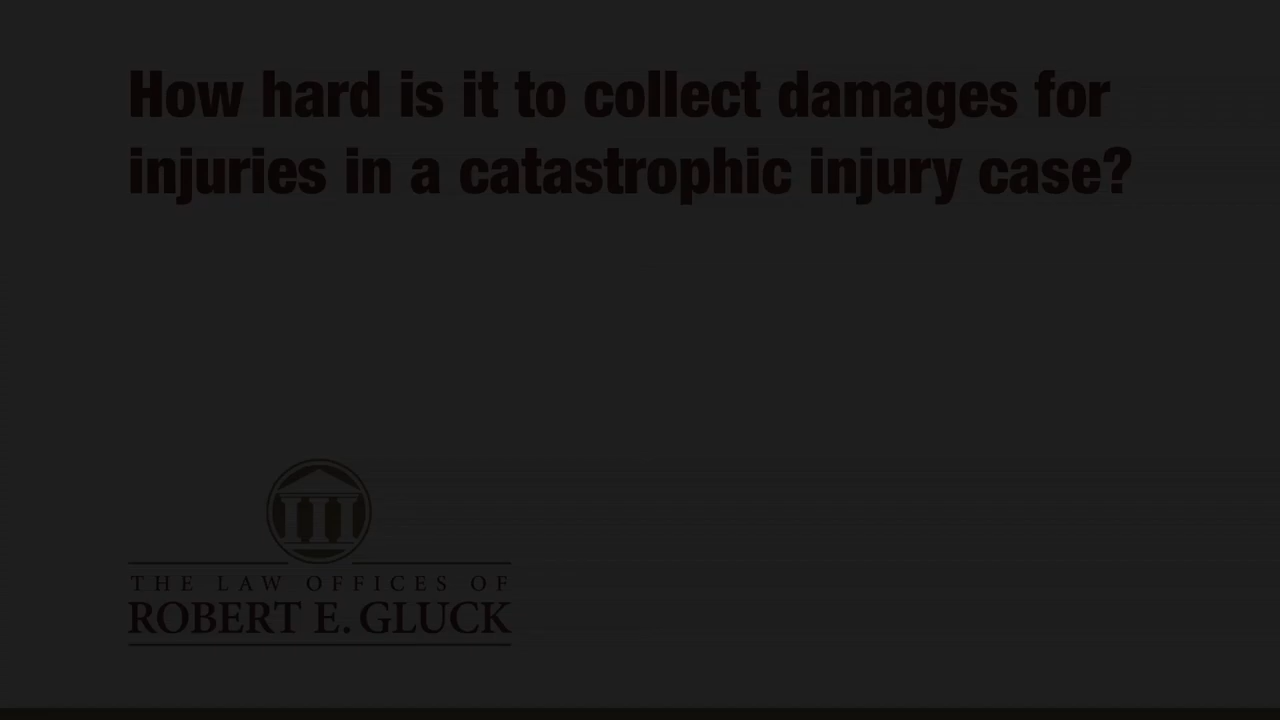 How hard is it to collect damages for
injuries in a catastrophic injury case?
THE LAW OFFICES OF
ROBERT E. GLUCK